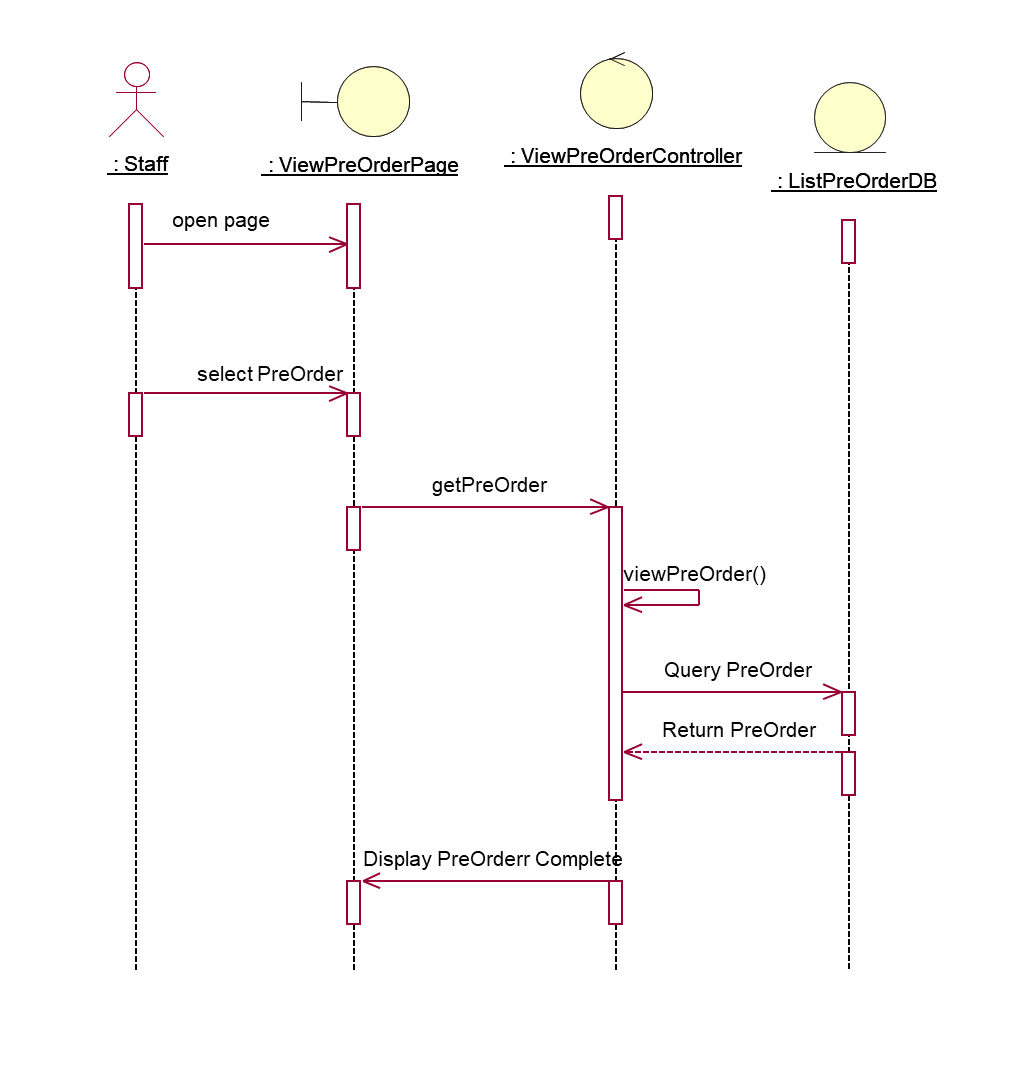 : Staff
: ViewPreOrderPage
: ViewPreOrderController
: ListPreOrderDB
open page
select PreOrder
getPreOrder
viewPreOrder()
Query PreOrder
Return PreOrder
Display PreOrderr Complete